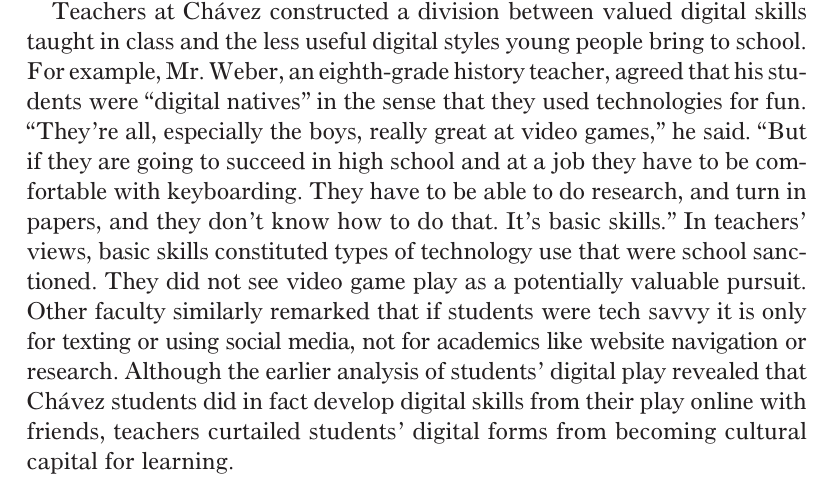 Teachers at Chávez constructed a division between valued digital skills
taught in class and the less useful digital styles young people bring to school.
For example, Mr. Weber, an eighth-grade history teacher, agreed that his stu-
dents were “digital natives” in the sense that they used technologies for fun.
“They’re all, especially the boys, really great at video games,” he said. “But
if they are going to succeed in high school and at a job they have to be com-
fortable with keyboarding. They have to be able to do research, and turn in
papers, and they don’t know how to do that. It’s basic skills.” In teachers’
views, basic skills constituted types of technology use that were school sanc-
tioned. They did not see video game play as a potentially valuable pursuit.
Other faculty similarly remarked that if students were tech savvy it is only
for texting or using social media, not for academics like website navigation or
research. Although the earlier analysis of students’ digital play revealed that
Chávez students did in fact develop digital skills from their play online with
friends, teachers curtailed students’ digital forms from becoming cultural
capital for learning.